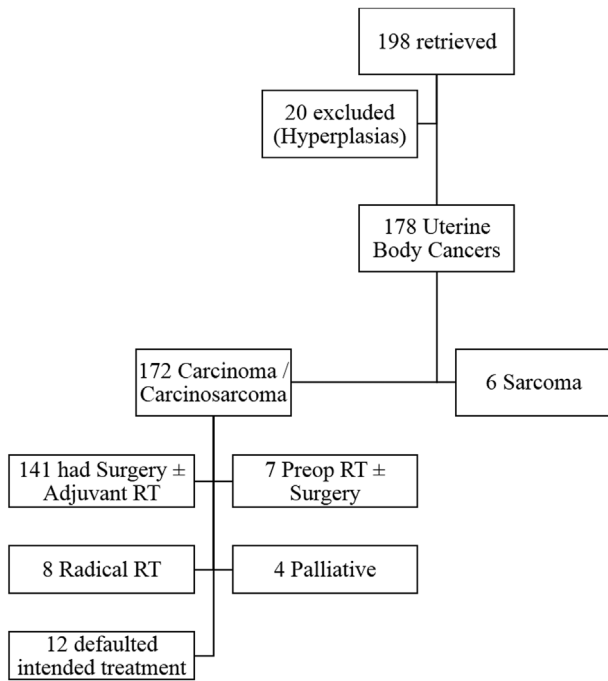 198 retrieved
20 excluded
(Hyperplasias)
178 Uterine
Body Cancers
172 Carcinoma /
Carcinosarcoma
6 Sarcoma
141 had Surgery ±
Adjuvant RT
7 Preop RT ±
Surgery
8 Radical RT
4 Palliative
12 defaulted
intended treatment